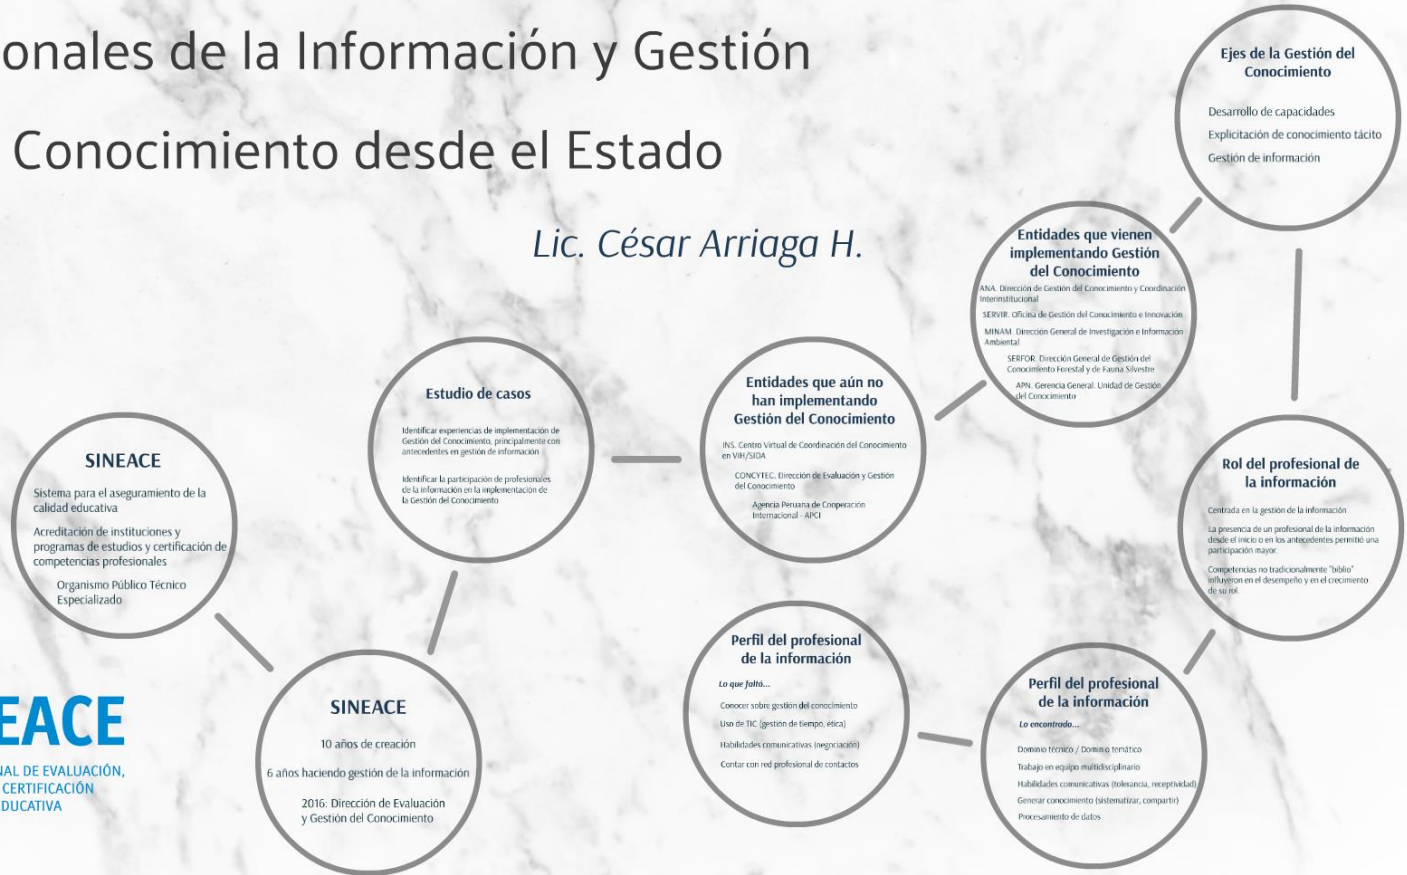 onales de la Información y Gestión
Conocimiento desde el Estado
Lic. César Arriaga H.
SINEACE
Sistema para el aseguramiento de la
calidad educativa
Acreditación de instituciones y
programas de estudios y certificación de
competencias profesionales
Organismo Público Técnico
Especializado
SINEACE
10 años de creación
6 años haciendo gestión de la información
2016: Dirección de Evaluación
y Gestión del Conocimiento
Estudio de casos
Identificar experiencias de implementación de
Gestión del Conocimiento, principalmente con
antecedentes en gestión de información
Identificar la participación de profesionales
de la información en la implementación de
la Gestión del Conocimiento
Entidades que aún no
han implementando
Gestión del Conocimiento
INS. Centro Virtual de Coordinación del Conocimiento
en VIH/SIDA
CONCYTEC. Dirección de Evaluación y Gestión
del Conocimiento
Agencia Peruana de Cooperación
Internacional - APCI
Entidades que vienen
implementando Gestión
del Conocimiento
ANA. Dirección de Gestión del Conocimiento y Coordinación
Interinstitucional
SERVIR. Oficina de Gestión del Conocimiento e Innovación
MINAM. Dirección General de Investigación e Información
Ambiental
SERFOR. Dirección General de Gestión del
Conocimiento Forestal y de Fauna Silvestre
APN. Gerencia General. Unidad de Gestión
del Conocimiento
Ejes de la Gestión del
Conocimiento
Desarrollo de capacidades
Explicitación de conocimiento tácito
Gestión de información
Rol del profesional de
la información
Centrada en la gestión de la información
La presencia de un profesional de la información
desde el inicio o en los antecedentes permitió una
participación mayor.
Competencias no tradicionalmente "biblio"
influyeron en el desempeño y en el crecimiento
de su rol.
Perfil del profesional
de la información
Lo encontrado...
Dominio técnico / Dominio temático
Trabajo en equipo multidisciplinario
Habilidades comunicativas (tolerancia, receptividad)
Generar conocimiento (sistematizar, compartir)
Procesamiento de datos
Perfil del profesional
de la información
Lo que faltó...
Conocer sobre gestión del conocimiento
Uso de TIC (gestión de tiempo, ética)
Habilidades comunicativas (negociación)
Contar con red profesional de contactos
EACE
NAL DE EVALUACIÓN,
CERTIFICACIÓN
EDUCATIVA